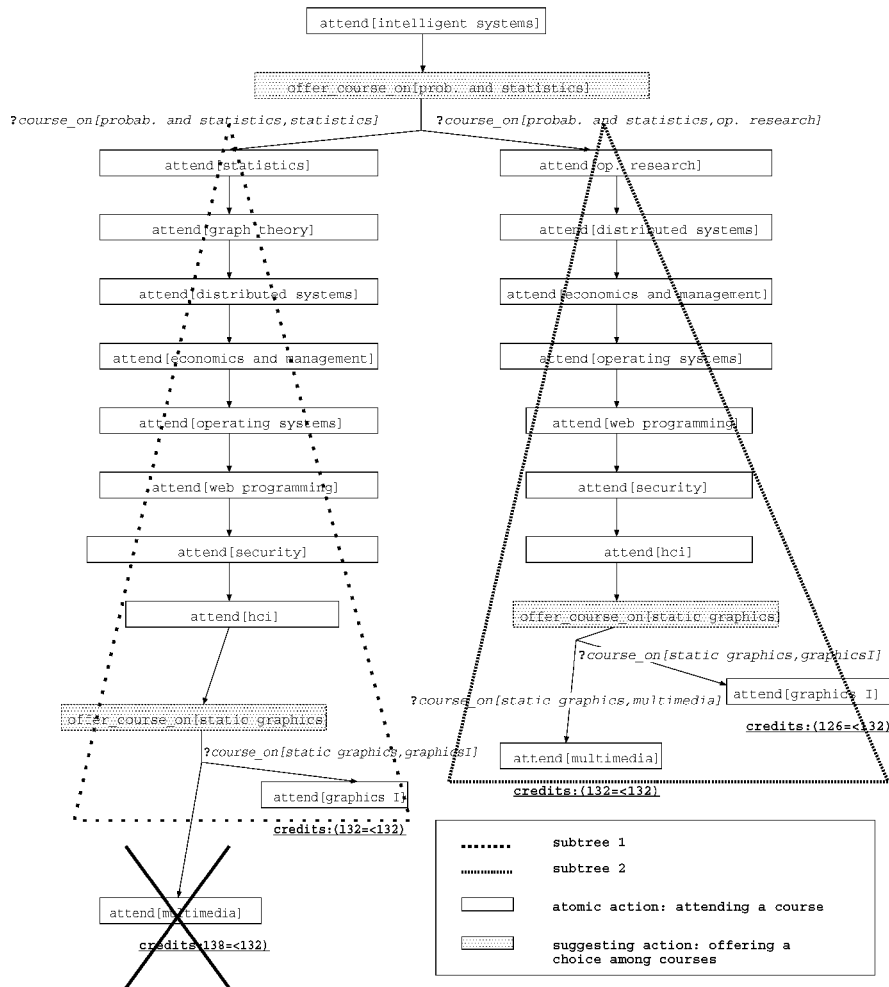 attend[intelligent systems]
offer_course_on[prob. and statistics]
?course_on[probab. and statistics,statistics]
?course_on[probab. and statistics,op. research]
attend[statistics]
attend[op. research]
attend[graph theory]
attend[distributed systems]
attend[distributed systems]
attend[economics and management]
attend[economics and management]
attend[operating systems]
attend[operating systems]
attend[web programming]
attend[web programming]
attend[security]
attend[security]
attend[hci]
attend[hci]
offer_course_on[static graphics]
?course_on[static graphics,graphicsI]
?course_on[static graphics,multimedia]
attend[graphics I]
credits:(126=<132)
offer_course_on[static graphics
?course_on[static graphics,graphicsI]
attend[multimedia]
credits:(132=<132)
attend[graphics I]
credits:(132=<132)
attend[multimedia]
credits:138=<132)
subtree 1
subtree 2
atomic action: attending a course
suggesting action: offering a
choice among courses